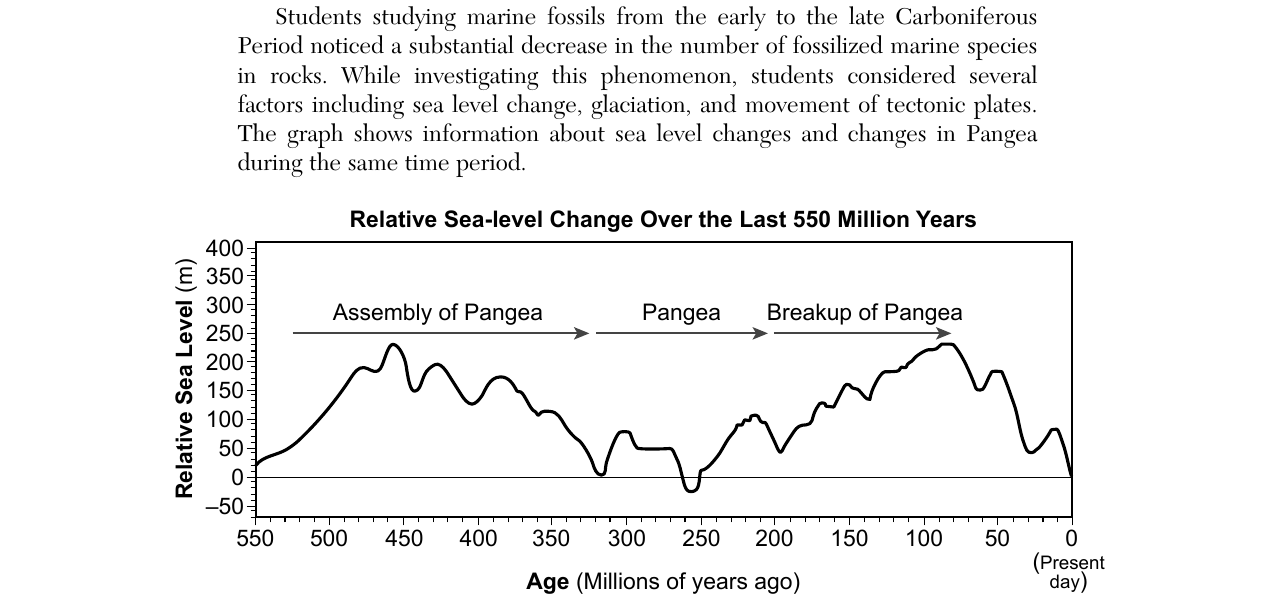 Students studying marine fossils from the early to the late Carboniferous
Period noticed a substantial decrease in the number of fossilized marine species
in rocks. While investigating this phenomenon, students considered several
factors including sea level change, glaciation, and movement of tectonic plates.
The graph shows information about sea level changes and changes in Pangea
during the same time period.
Relative Sea-level Change Over the Last 550 Million Years
Relative Sea Level (m)
400
350
300
250
200
150
100
50
0
–50
Assembly of Pangea
Pangea
Breakup of Pangea
550 500 450 400 350 300 250 200 150 100 50 0
(Present
day)
Age (Millions of years ago)